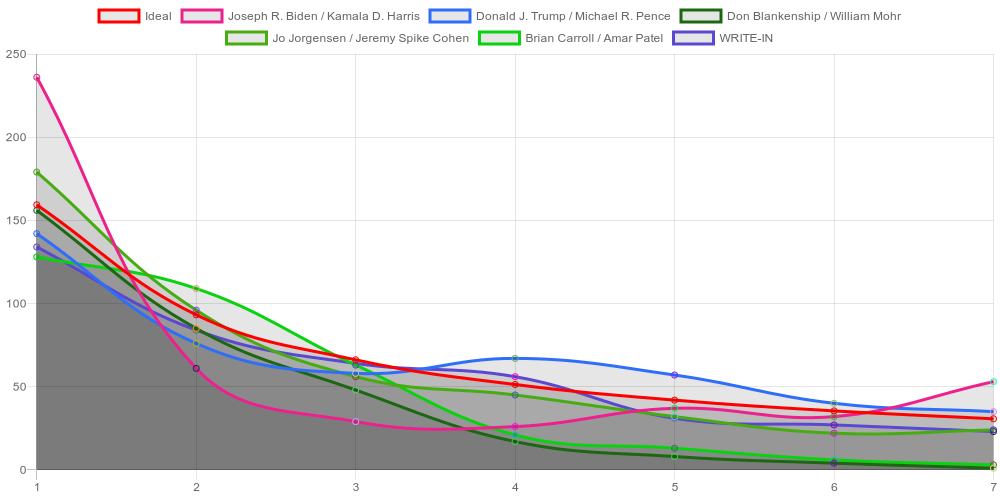 Ideal Joseph R. Biden / Kamala D. Harris Donald J. Trump / Michael R. Pence Don Blankenship / William Mohr
Jo Jorgensen / Jeremy Spike Cohen Brian Carroll / Amar Patel WRITE-IN
250
200
150
100
50
0
1 2 3 4 5 6 7